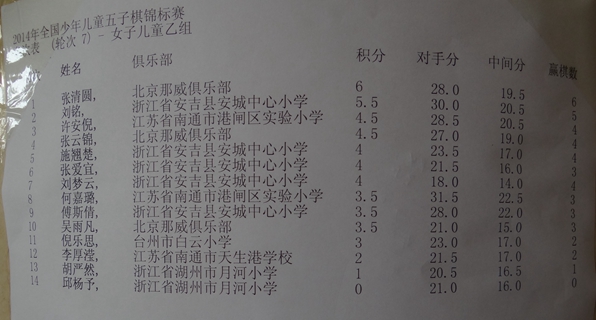 2014年全国少年儿童五子棋锦标赛
表 (轮次 7) - 女子儿童乙组
姓名 俱乐部 积分 对手分 中间分 赢棋数
1 张清圆, 北京那威俱乐部 6 28.0 19.5 6
2 刘铭, 浙江省安吉县安城中心小学 5.5 30.0 20.5 5
3 许安倪, 江苏省南通市港闸区实验小学 4.5 28.5 20.5 4
4 张云锦, 北京那威俱乐部 4.5 27.0 19.0 4
5 施翘楚, 浙江省安吉县安城中心小学 4 23.5 17.0 4
6 张爱宜, 浙江省安吉县安城中心小学 4 21.5 16.0 4
7 刘梦云, 浙江省安吉县安城中心小学 4 18.0 14.0 4
8 何嘉璐, 江苏省南通市港闸区实验小学 3.5 31.5 22.5 3
9 傅斯倩, 浙江省安吉县安城中心小学 3.5 28.0 22.0 3
10 吴雨凡, 北京那威俱乐部 3.5 21.0 15.0 3
11 倪乐思, 台州市白云小学 3 23.0 17.0 2
12 李厚滢, 江苏省南通市天生港学校 2 21.5 17.0 2
13 胡严然, 浙江省湖州市月河小学 1 20.5 16.5 1
14 邱杨予, 浙江省湖州市月河小学 0 21.0 16.0 0